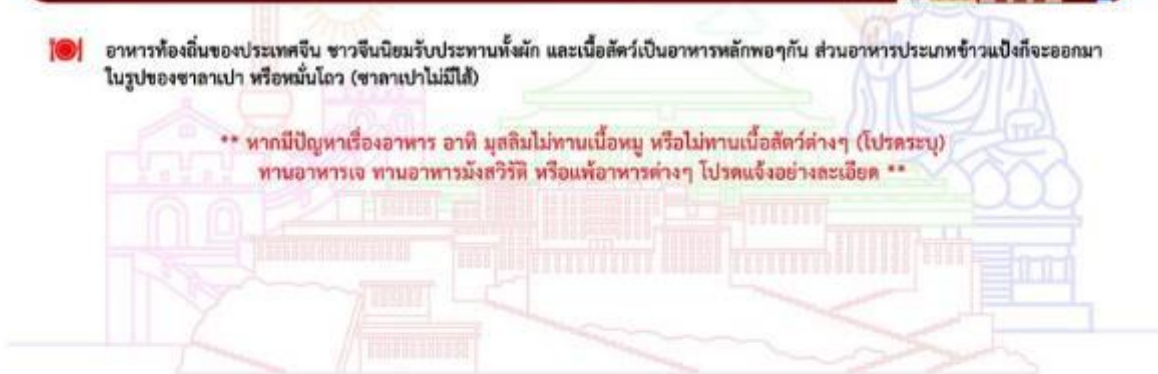 อาหารท้องถิ่นของประเทศจีน ชาวจีนนิยมรับประทานทั้งผัก และเนื้อสัตว์เป็นอาหารหลักพอๆกัน ส่วนอาหารประเภทข้าวแป้งก็จะออกมา
ในรูปของซาลาเปา หรือหมั่นโถว (ซาลาเปาไม่มีไส้)
** หากมีปัญหาเรื่องอาหาร อาทิ มุสลิมไม่ทานเนื้อหมู หรือไม่ทานเนื้อสัตว์ต่างๆ (โปรดระบุ)
ทานอาหารเจ ทานอาหารมังสวิรัติ หรือแพ้อาหารต่างๆ โปรดแจ้งอย่างละเอียด **